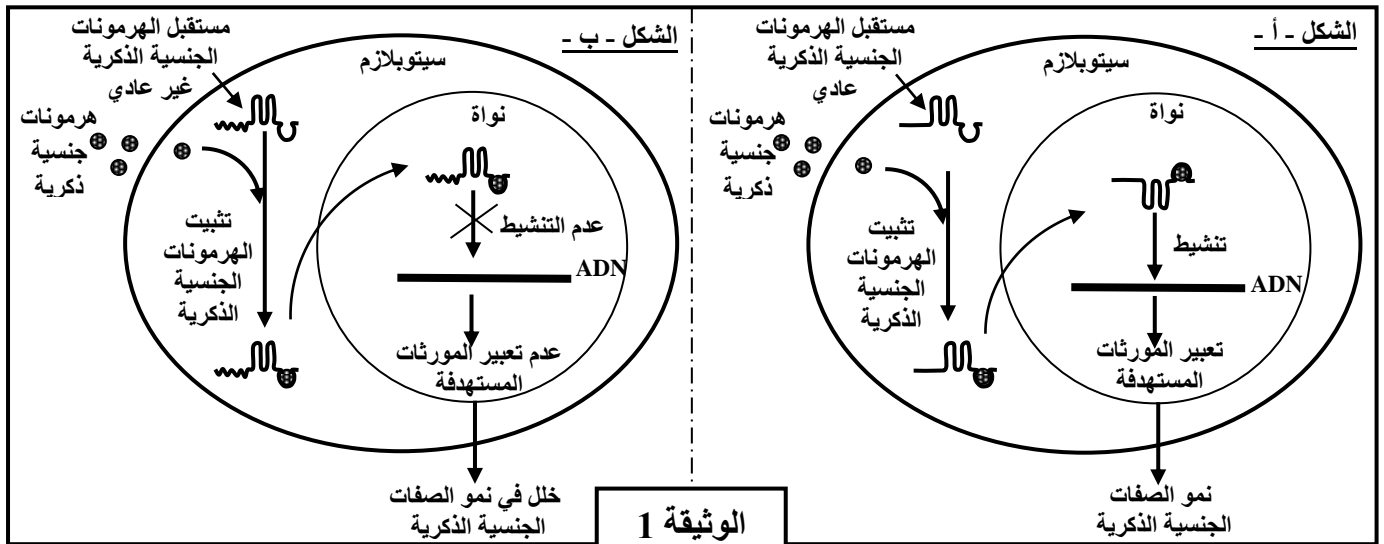 الشكل - أ -
مستقبل الهرمونات
الجنسية الذكرية
عادي
سيتوبلازم
نواة
هرمونات
جنسية
ذكرية
تثبيت
الهرمونات
الجنسية
الذكرية
تنشيط
ADN
تعبير المورثات
المستهدفة
نمو الصفات
الجنسية الذكرية
الشكل - ب -
مستقبل الهرمونات
الجنسية الذكرية
غير عادي
سيتوبلازم
نواة
هرمونات
جنسية
ذكرية
تثبيت
الهرمونات
الجنسية
الذكرية
عدم التنشيط
ADN
عدم تعبير المورثات
المستهدفة
خلل في نمو الصفات
الجنسية الذكرية
الوثيقة 1